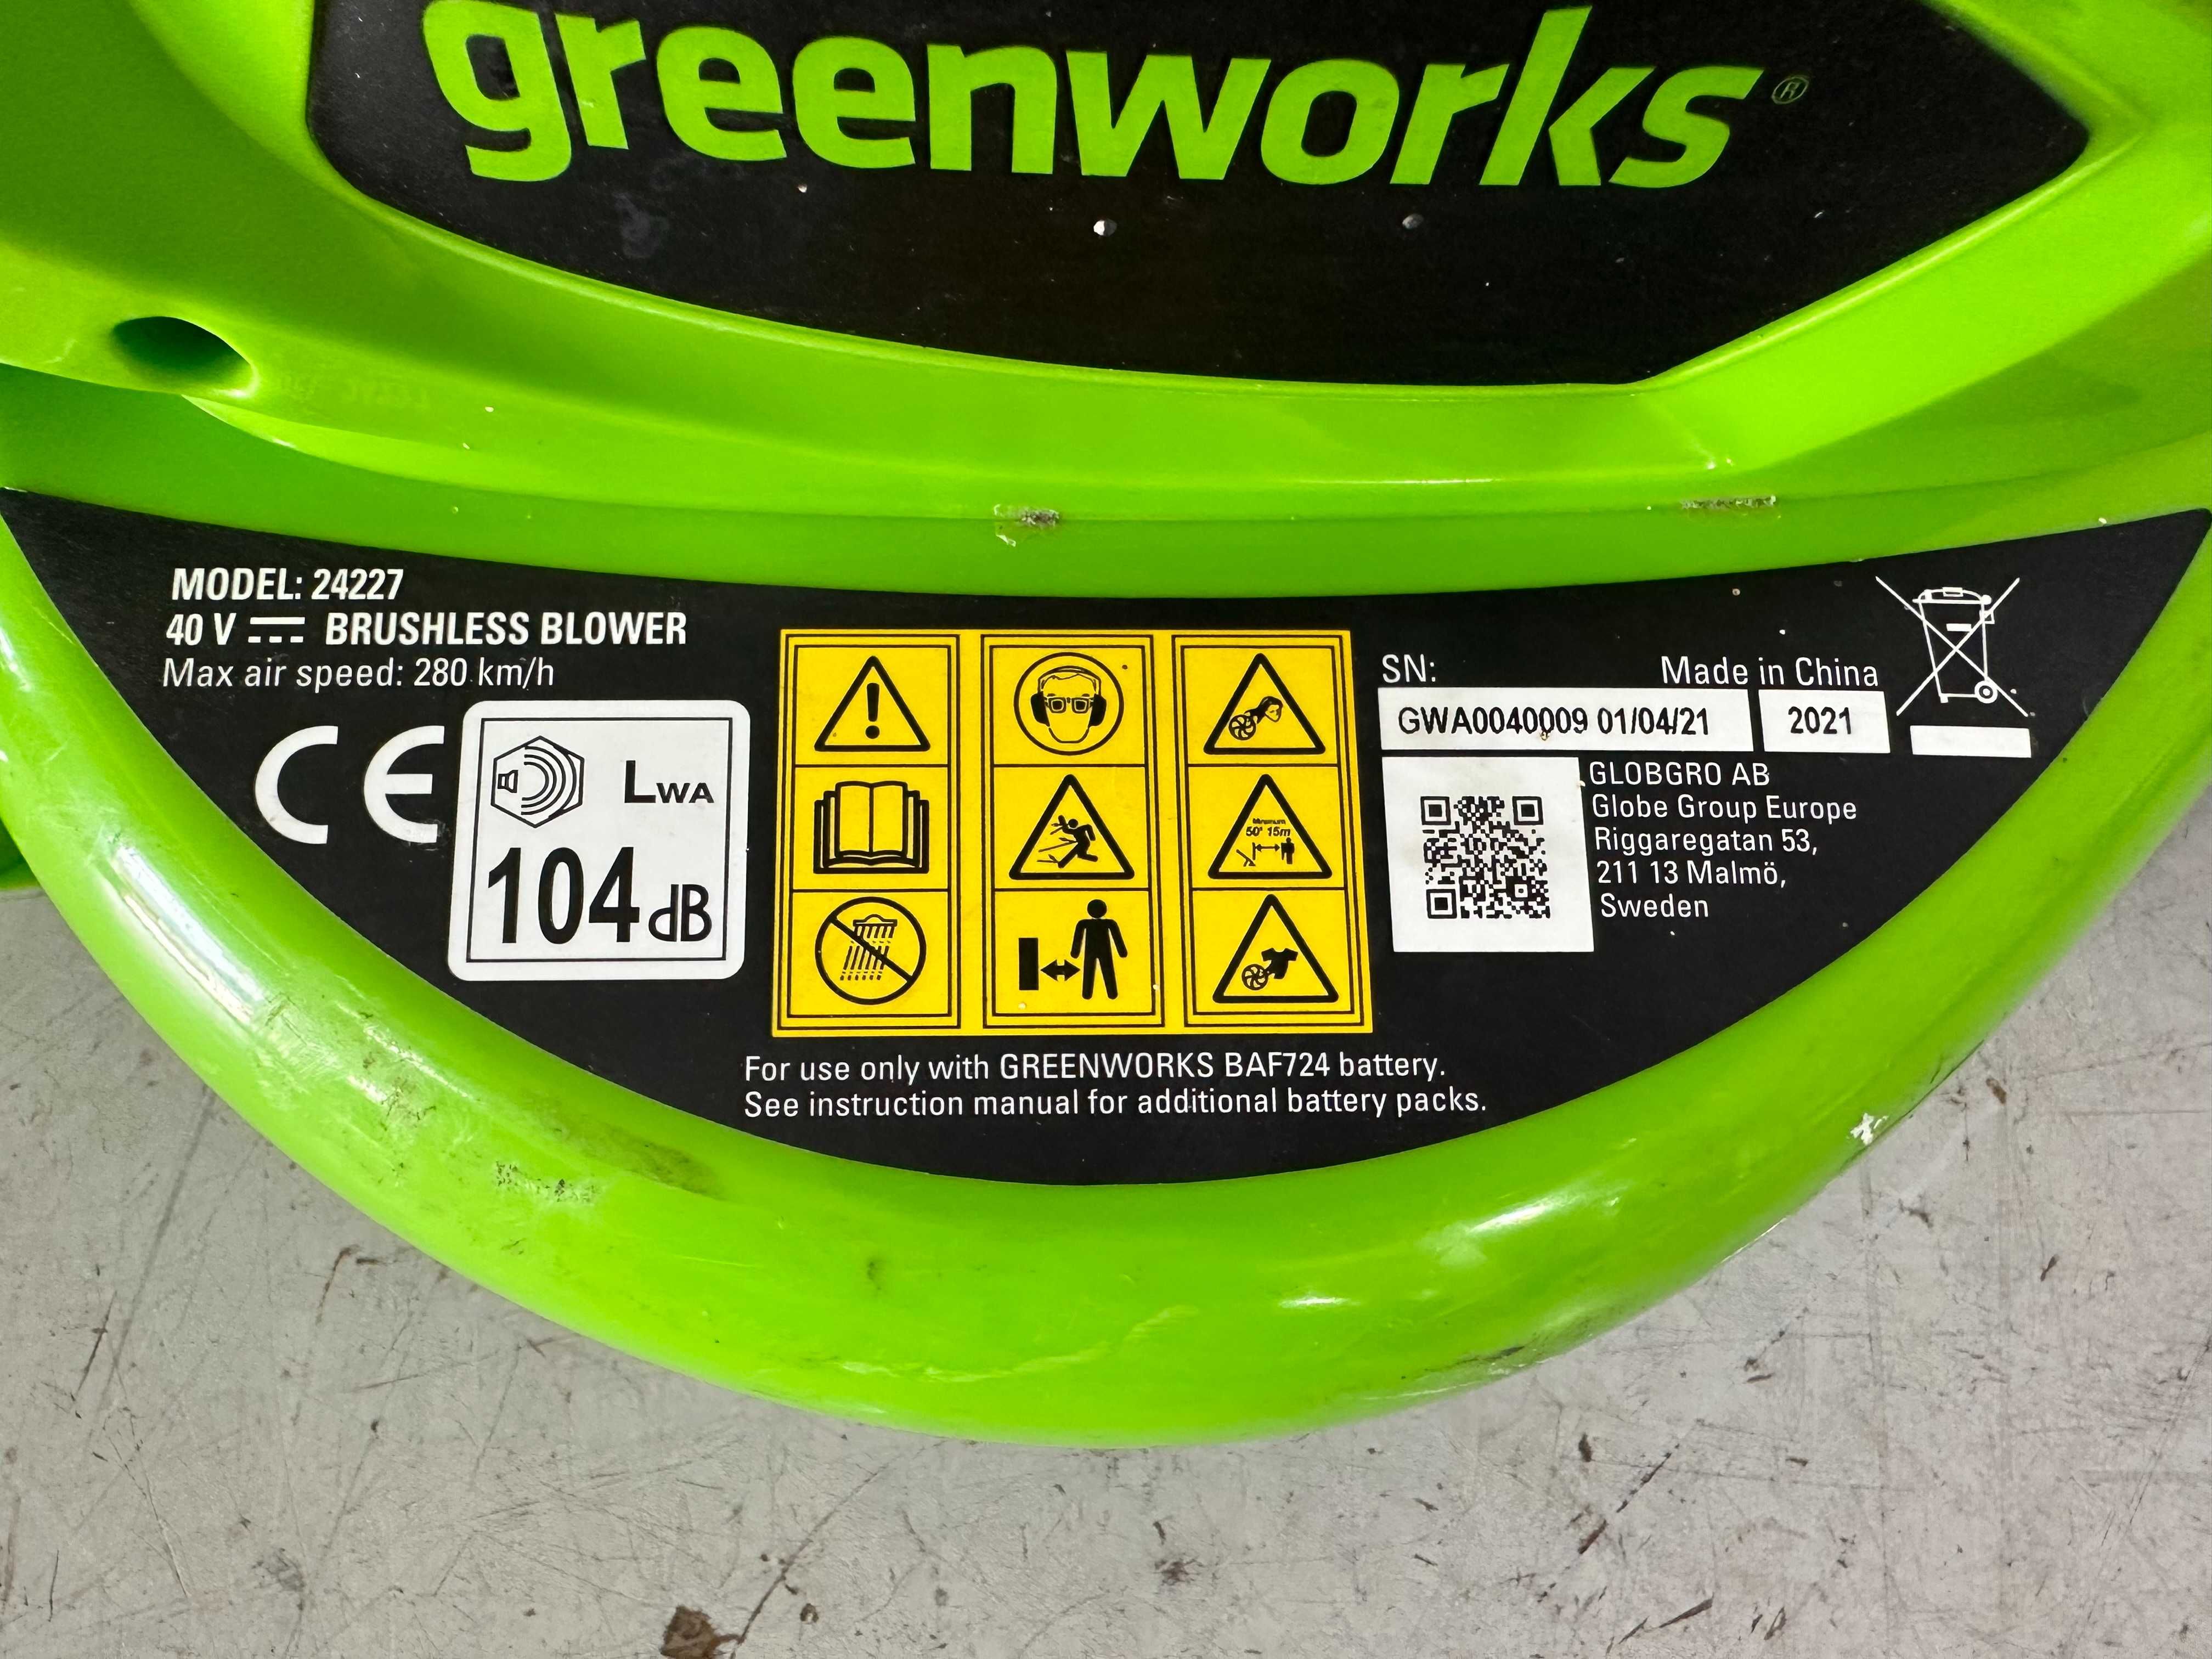 greenworks®
MODEL: 24227
40 V BRUSHLESS BLOWER
Max air speed: 280 km/h
CE
LWA
104 dB
Minimum
50' 15m
SN:
Made in China
GWA0040009 01/04/21
2021
GLOBGRO AB
Globe Group Europe
Riggaregatan 53,
211 13 Malmö,
Sweden
For use only with GREENWORKS BAF724 battery.
See instruction manual for additional battery packs.